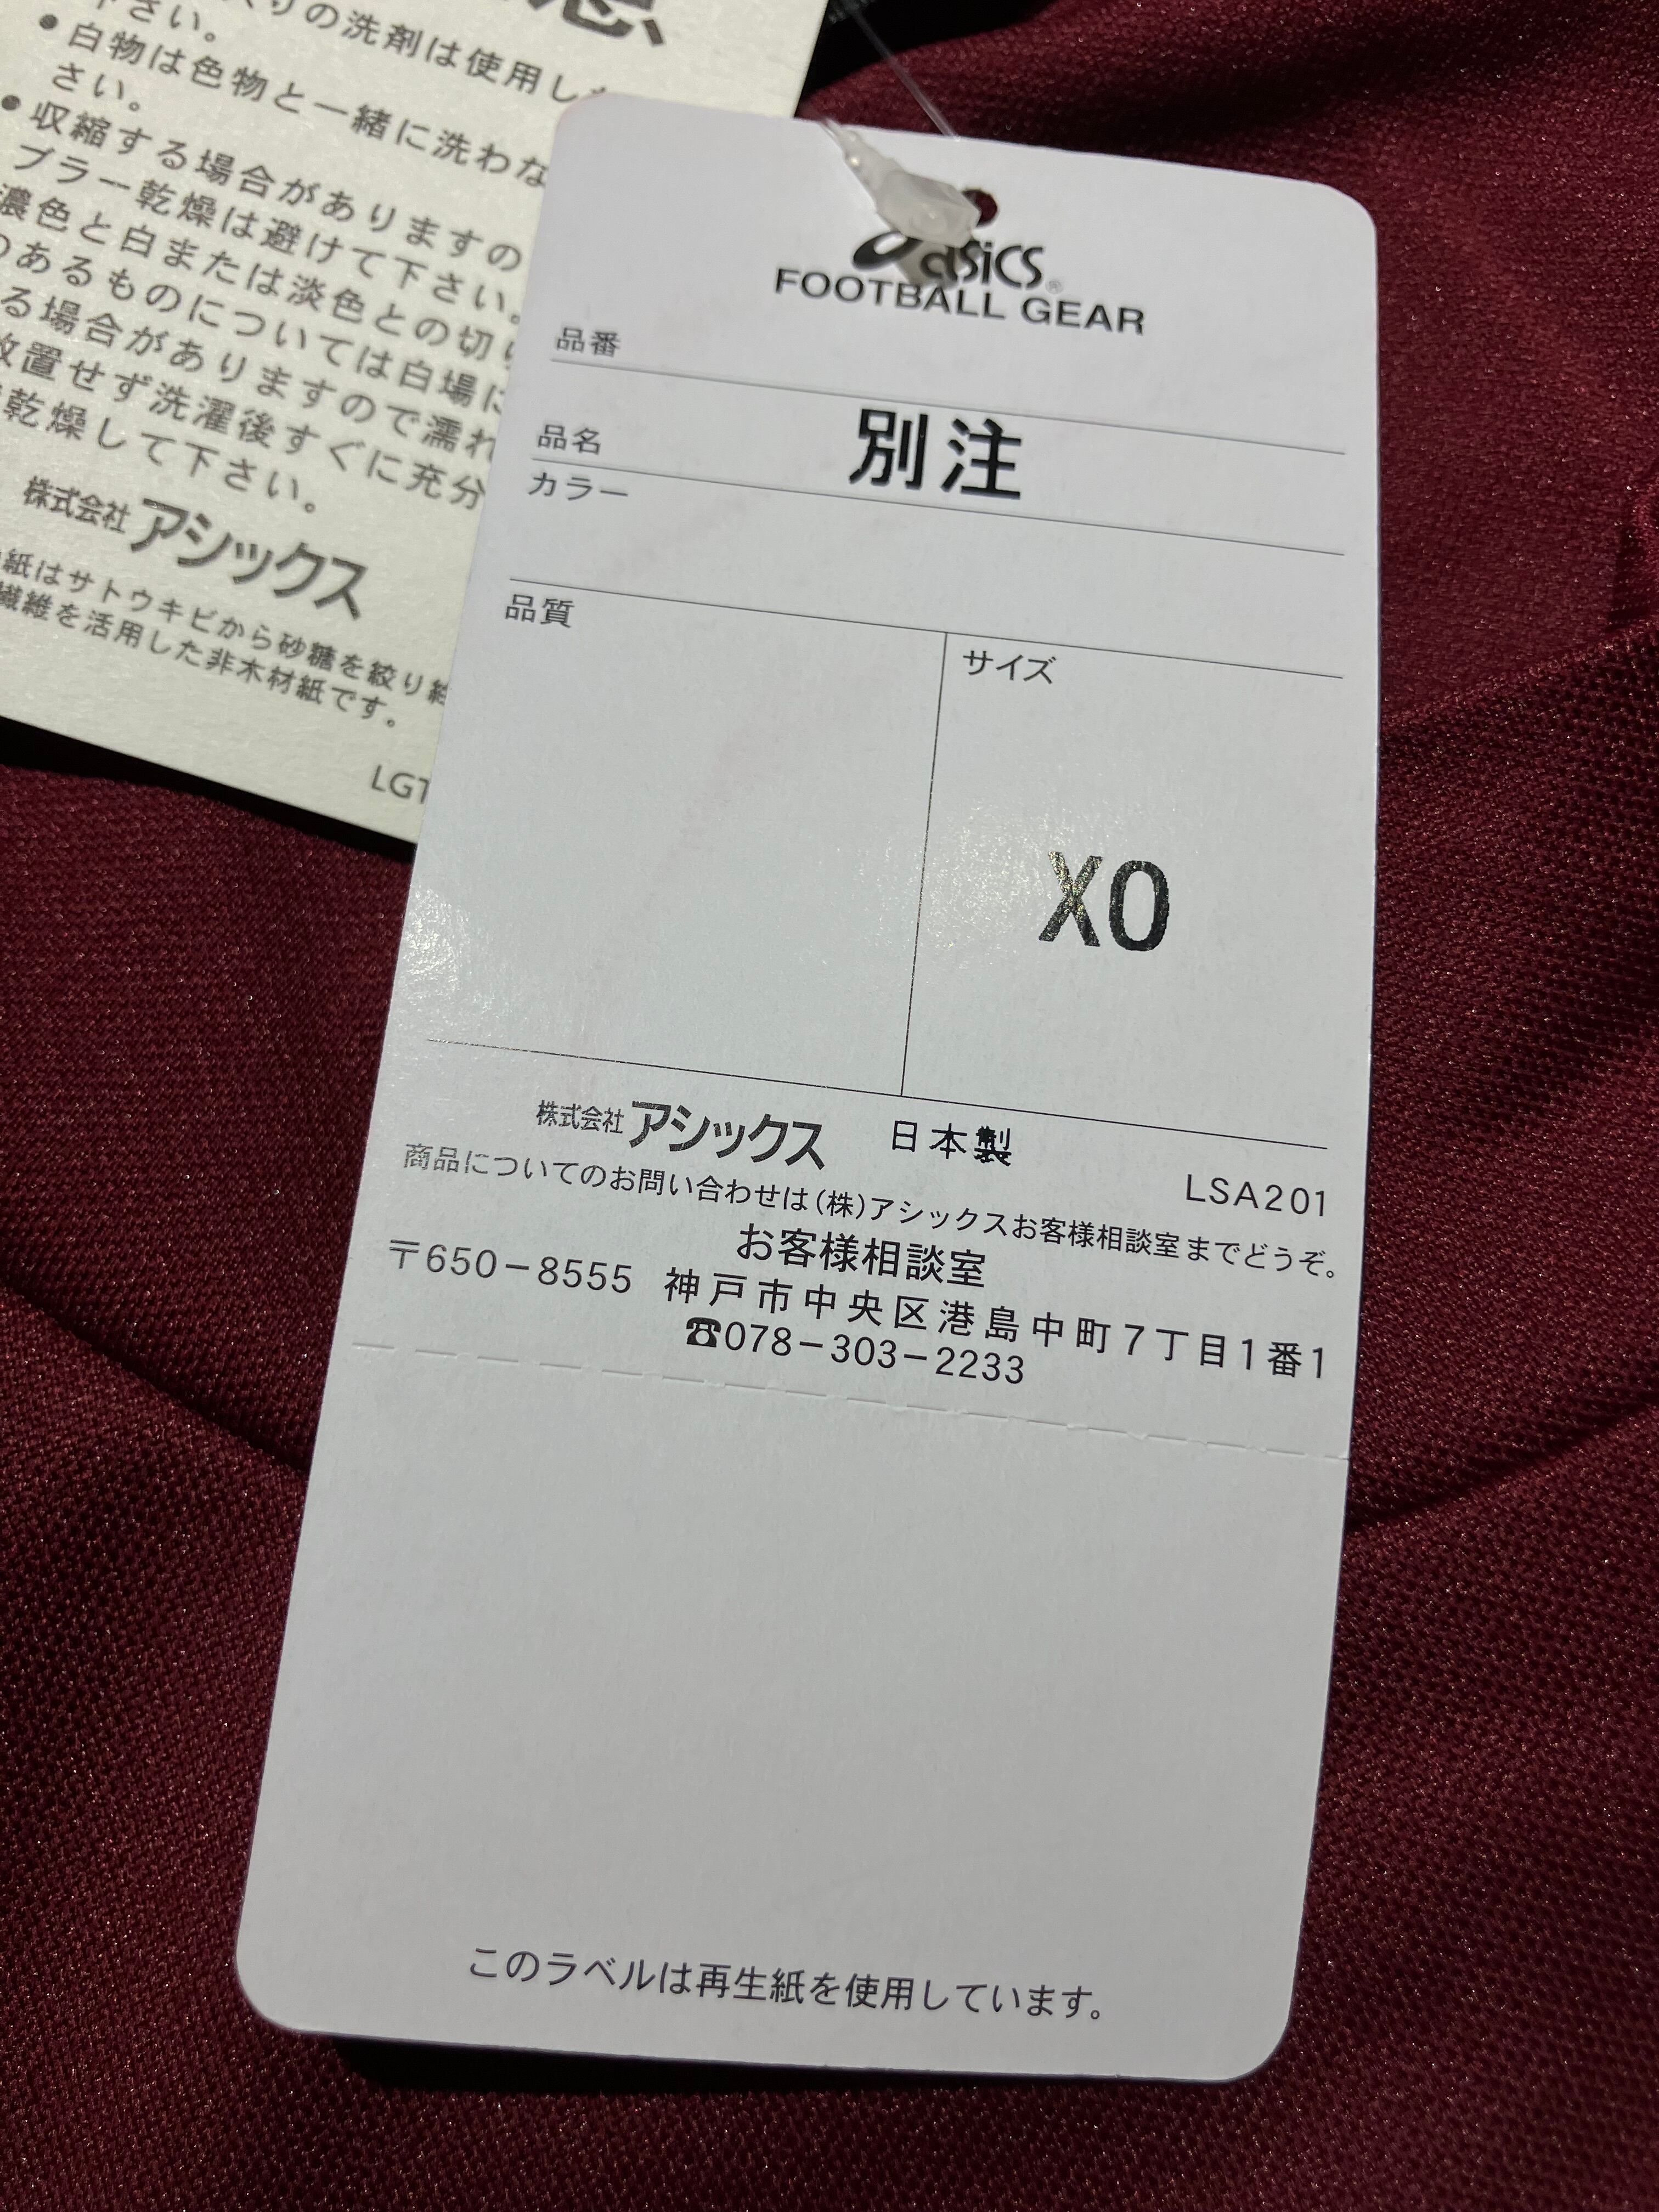 りの洗剤は使用し
下さい。
●白物は色物と一緒に洗わな
さい。
●収縮する場合がありますの
ブラー乾燥は避けて下さい。
濃色と白または淡色との切り
のあるものについては白場に
る場合がありますので濡れ
放置せず洗濯後すぐに充分
乾燥して下さい。
株式会社アシックス
紙はサトウキビから砂糖を絞り
繊維を活用した非木材紙です。
LGT
asics®
FOOTBALL GEAR
品番
品名 別注
カラー
品質
サイズ
XO
株式会社アシックス 日本製
LSA201
商品についてのお問い合わせは(株)アシックスお客様相談室までどうぞ。
お客様相談室
〒650-8555 神戸市中央区港島中町7丁目1番1
☎078-303-2233
このラベルは再生紙を使用しています。